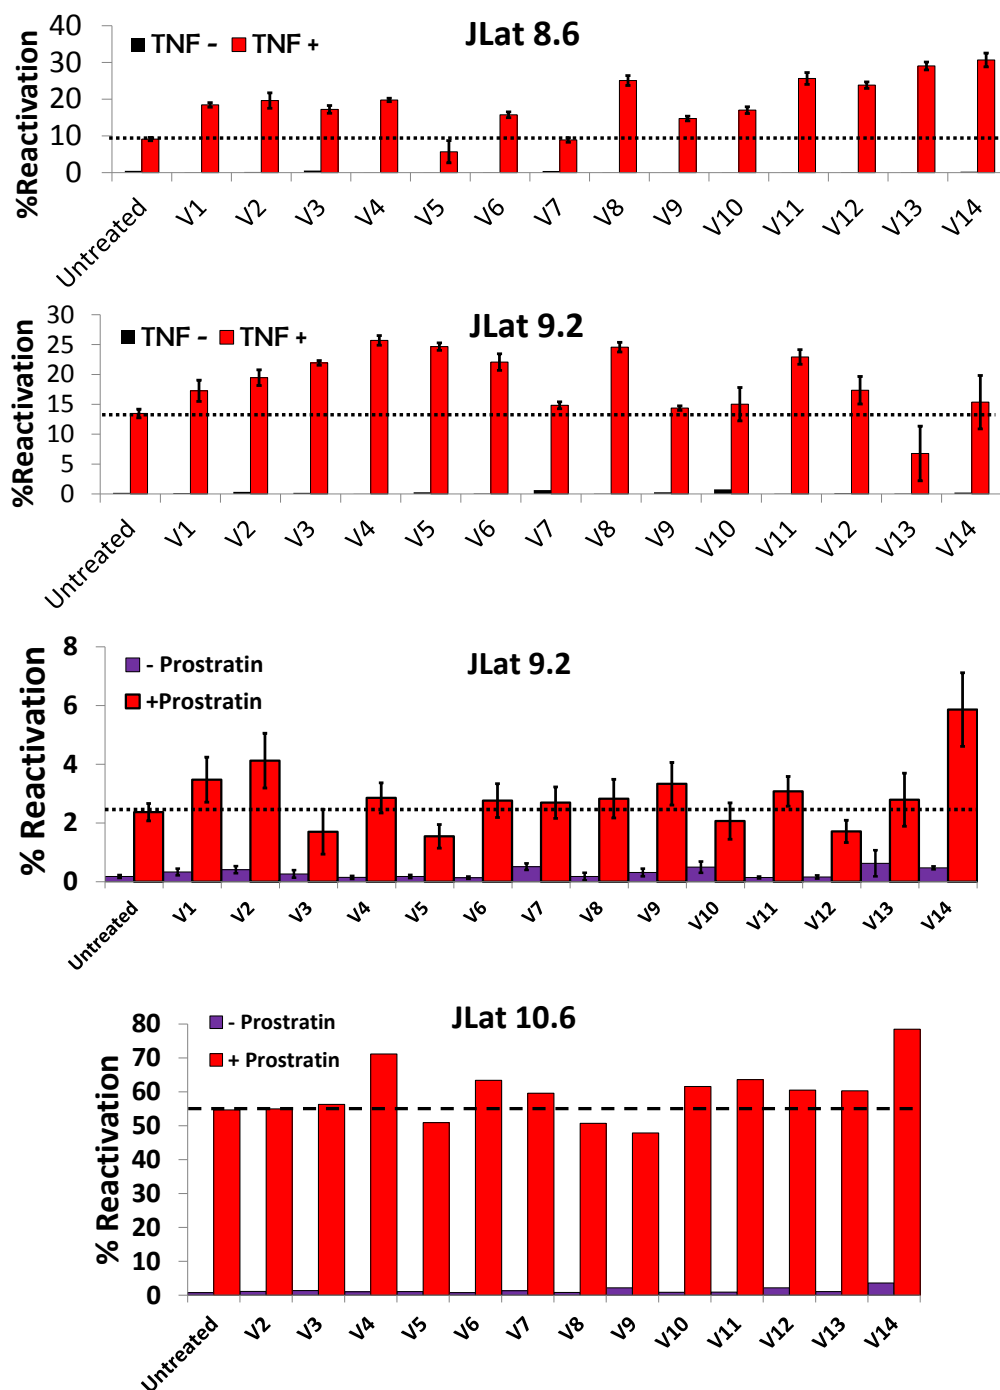 JLat 8.6
TNF - TNF +
%Reactivation
40
30
20
10
0
Untreated V1 V2 V3 V4 V5 V6 V7 V8 V9 V10 V11 V12 V13 V14
JLat 9.2
TNF - TNF +
%Reactivation
30
25
20
15
10
5
0
Untreated V1 V2 V3 V4 V5 V6 V7 V8 V9 V10 V11 V12 V13 V14
JLat 9.2
- Prostratin
+Prostratin
% Reactivation
8
6
4
2
0
Untreated V1 V2 V3 V4 V5 V6 V7 V8 V9 V10 V11 V12 V13 V14
JLat 10.6
- Prostratin
+ Prostratin
% Reactivation
80
70
60
50
40
30
20
10
0
Untreated V2 V3 V4 V5 V6 V7 V8 V9 V10 V11 V12 V13 V14